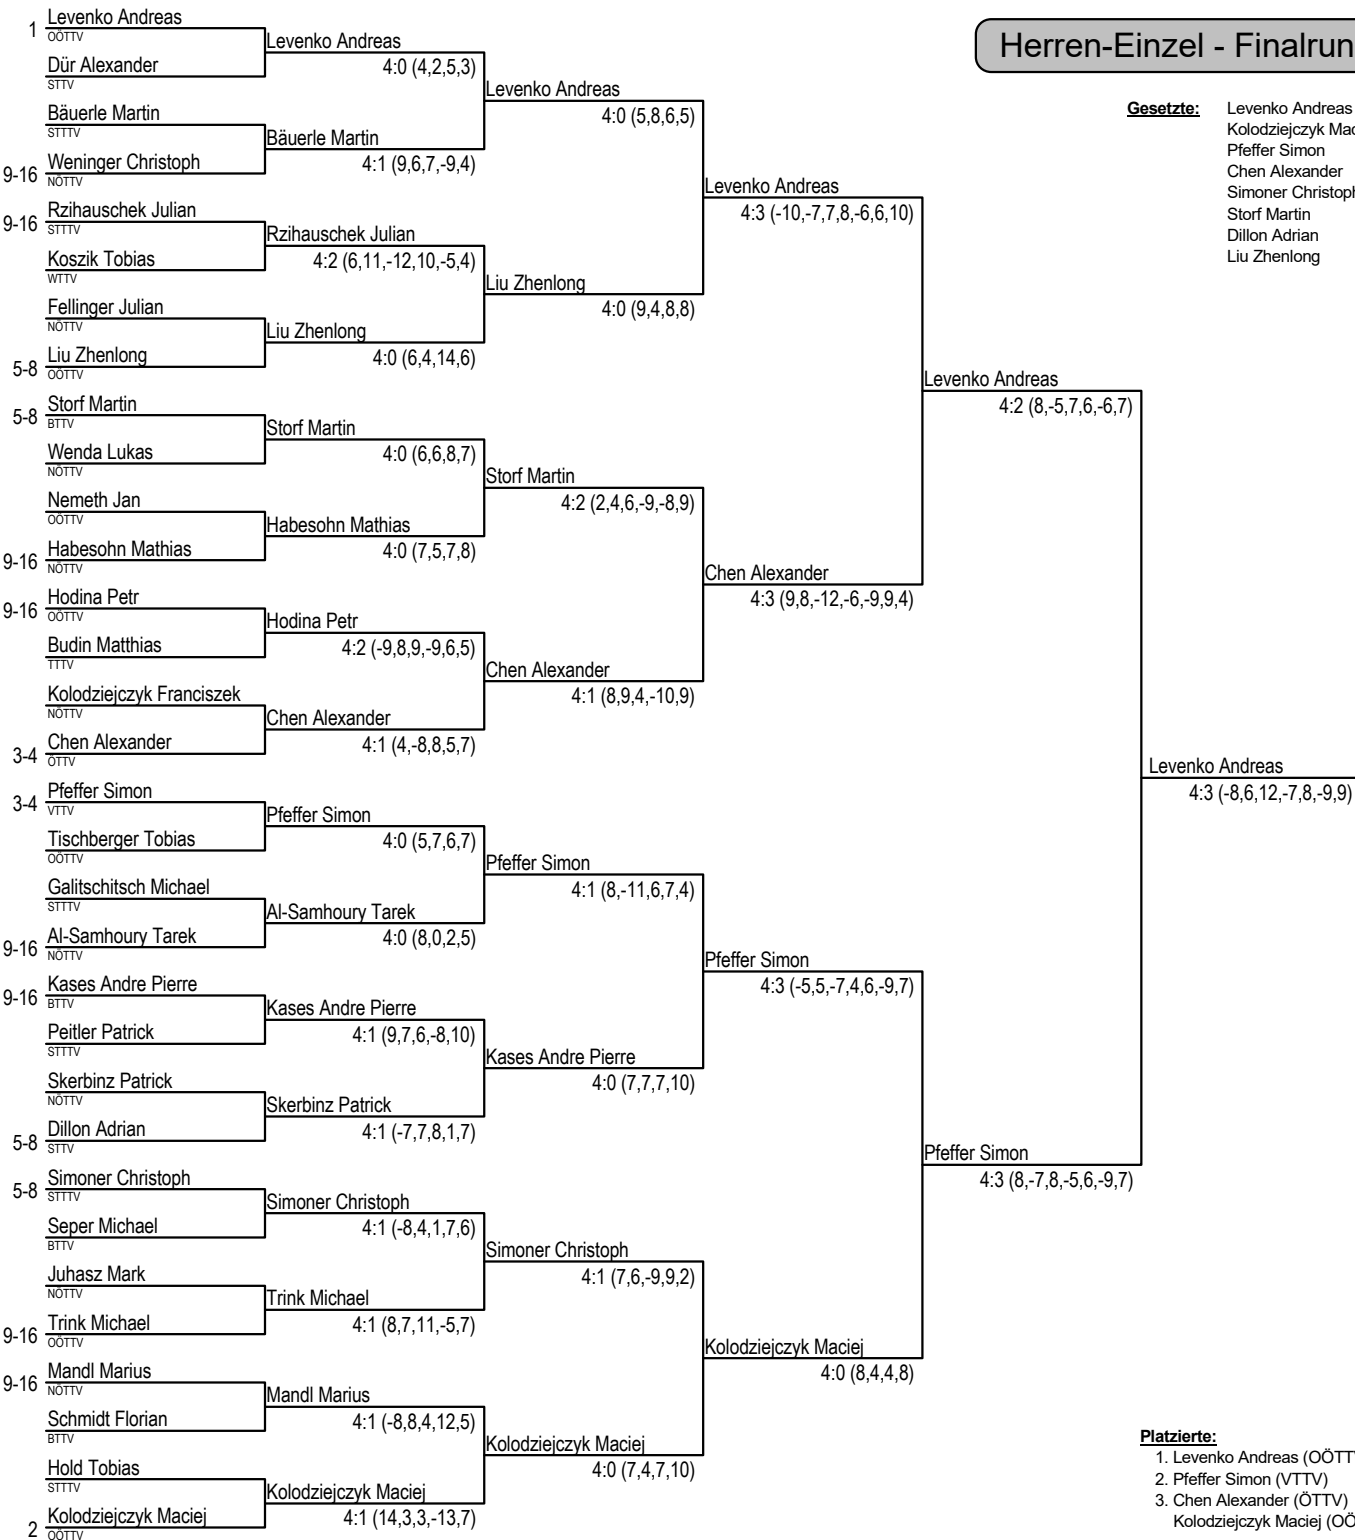 Herren-Einzel - Finalrun
Gesetzte: Levenko Andreas
Kolodziejczyk Mac
Pfeffer Simon
Chen Alexander
Simoner Christoph
Storf Martin
Dillon Adrian
Liu Zhenlong
1 Levenko Andreas
OÖTTV
Dür Alexander
STTV
Bäuerle Martin
STTTV
9-16 Weninger Christoph
NÖTTV
9-16 Rzihauschek Julian
STTTV
Koszik Tobias
WTTV
Fellinger Julian
NÖTTV
5-8 Liu Zhenlong
OÖTTV
5-8 Storf Martin
BTTV
Wenda Lukas
NÖTTV
Nemeth Jan
OÖTTV
9-16 Habesohn Mathias
NÖTTV
9-16 Hodina Petr
OÖTTV
Budin Matthias
TTTV
Kolodziejczyk Franciszek
NÖTTV
3-4 Chen Alexander
ÖTTV
3-4 Pfeffer Simon
VTTV
Tischberger Tobias
OÖTTV
Galitschitsch Michael
STTTV
9-16 Al-Samhoury Tarek
NÖTTV
9-16 Kases Andre Pierre
BTTV
Peitler Patrick
STTTV
Skerbinz Patrick
NÖTTV
5-8 Dillon Adrian
STTV
5-8 Simoner Christoph
STTTV
Seper Michael
BTTV
Juhasz Mark
NÖTTV
9-16 Trink Michael
OÖTTV
9-16 Mandl Marius
NÖTTV
Schmidt Florian
BTTV
Hold Tobias
STTTV
2 Kolodziejczyk Maciej
OÖTTV
Levenko Andreas
4:0 (4,2,5,3)
Bäuerle Martin
4:1 (9,6,7,-9,4)
Rzihauschek Julian
4:2 (6,11,-12,10,-5,4)
Liu Zhenlong
4:0 (6,4,14,6)
Storf Martin
4:0 (6,6,8,7)
Habesohn Mathias
4:0 (7,5,7,8)
Hodina Petr
4:2 (-9,8,9,-9,6,5)
Chen Alexander
4:1 (4,-8,8,5,7)
Pfeffer Simon
4:0 (5,7,6,7)
Al-Samhoury Tarek
4:0 (8,0,2,5)
Kases Andre Pierre
4:1 (9,7,6,-8,10)
Skerbinz Patrick
4:1 (-7,7,8,1,7)
Simoner Christoph
4:1 (-8,4,1,7,6)
Trink Michael
4:1 (8,7,11,-5,7)
Mandl Marius
4:1 (-8,8,4,12,5)
Kolodziejczyk Maciej
4:1 (14,3,3,-13,7)
Levenko Andreas
4:0 (5,8,6,5)
Liu Zhenlong
4:0 (9,4,8,8)
Storf Martin
4:2 (2,4,6,-9,-8,9)
Chen Alexander
4:1 (8,9,4,-10,9)
Pfeffer Simon
4:1 (8,-11,6,7,4)
Kases Andre Pierre
4:0 (7,7,7,10)
Simoner Christoph
4:1 (7,6,-9,9,2)
Kolodziejczyk Maciej
4:0 (7,4,7,10)
Levenko Andreas
4:3 (-10,-7,7,8,-6,6,10)
Chen Alexander
4:3 (9,8,-12,-6,-9,9,4)
Pfeffer Simon
4:3 (-5,5,-7,4,6,-9,7)
Kolodziejczyk Maciej
4:0 (8,4,4,8)
Levenko Andreas
4:2 (8,-5,7,6,-6,7)
Pfeffer Simon
4:3 (8,-7,8,-5,6,-9,7)
Levenko Andreas
4:3 (-8,6,12,-7,8,-9,9)
Platzierte:
1. Levenko Andreas (OÖTT
2. Pfeffer Simon (VTTV)
3. Chen Alexander (ÖTTV)
Kolodziejczyk Maciej (OÖ